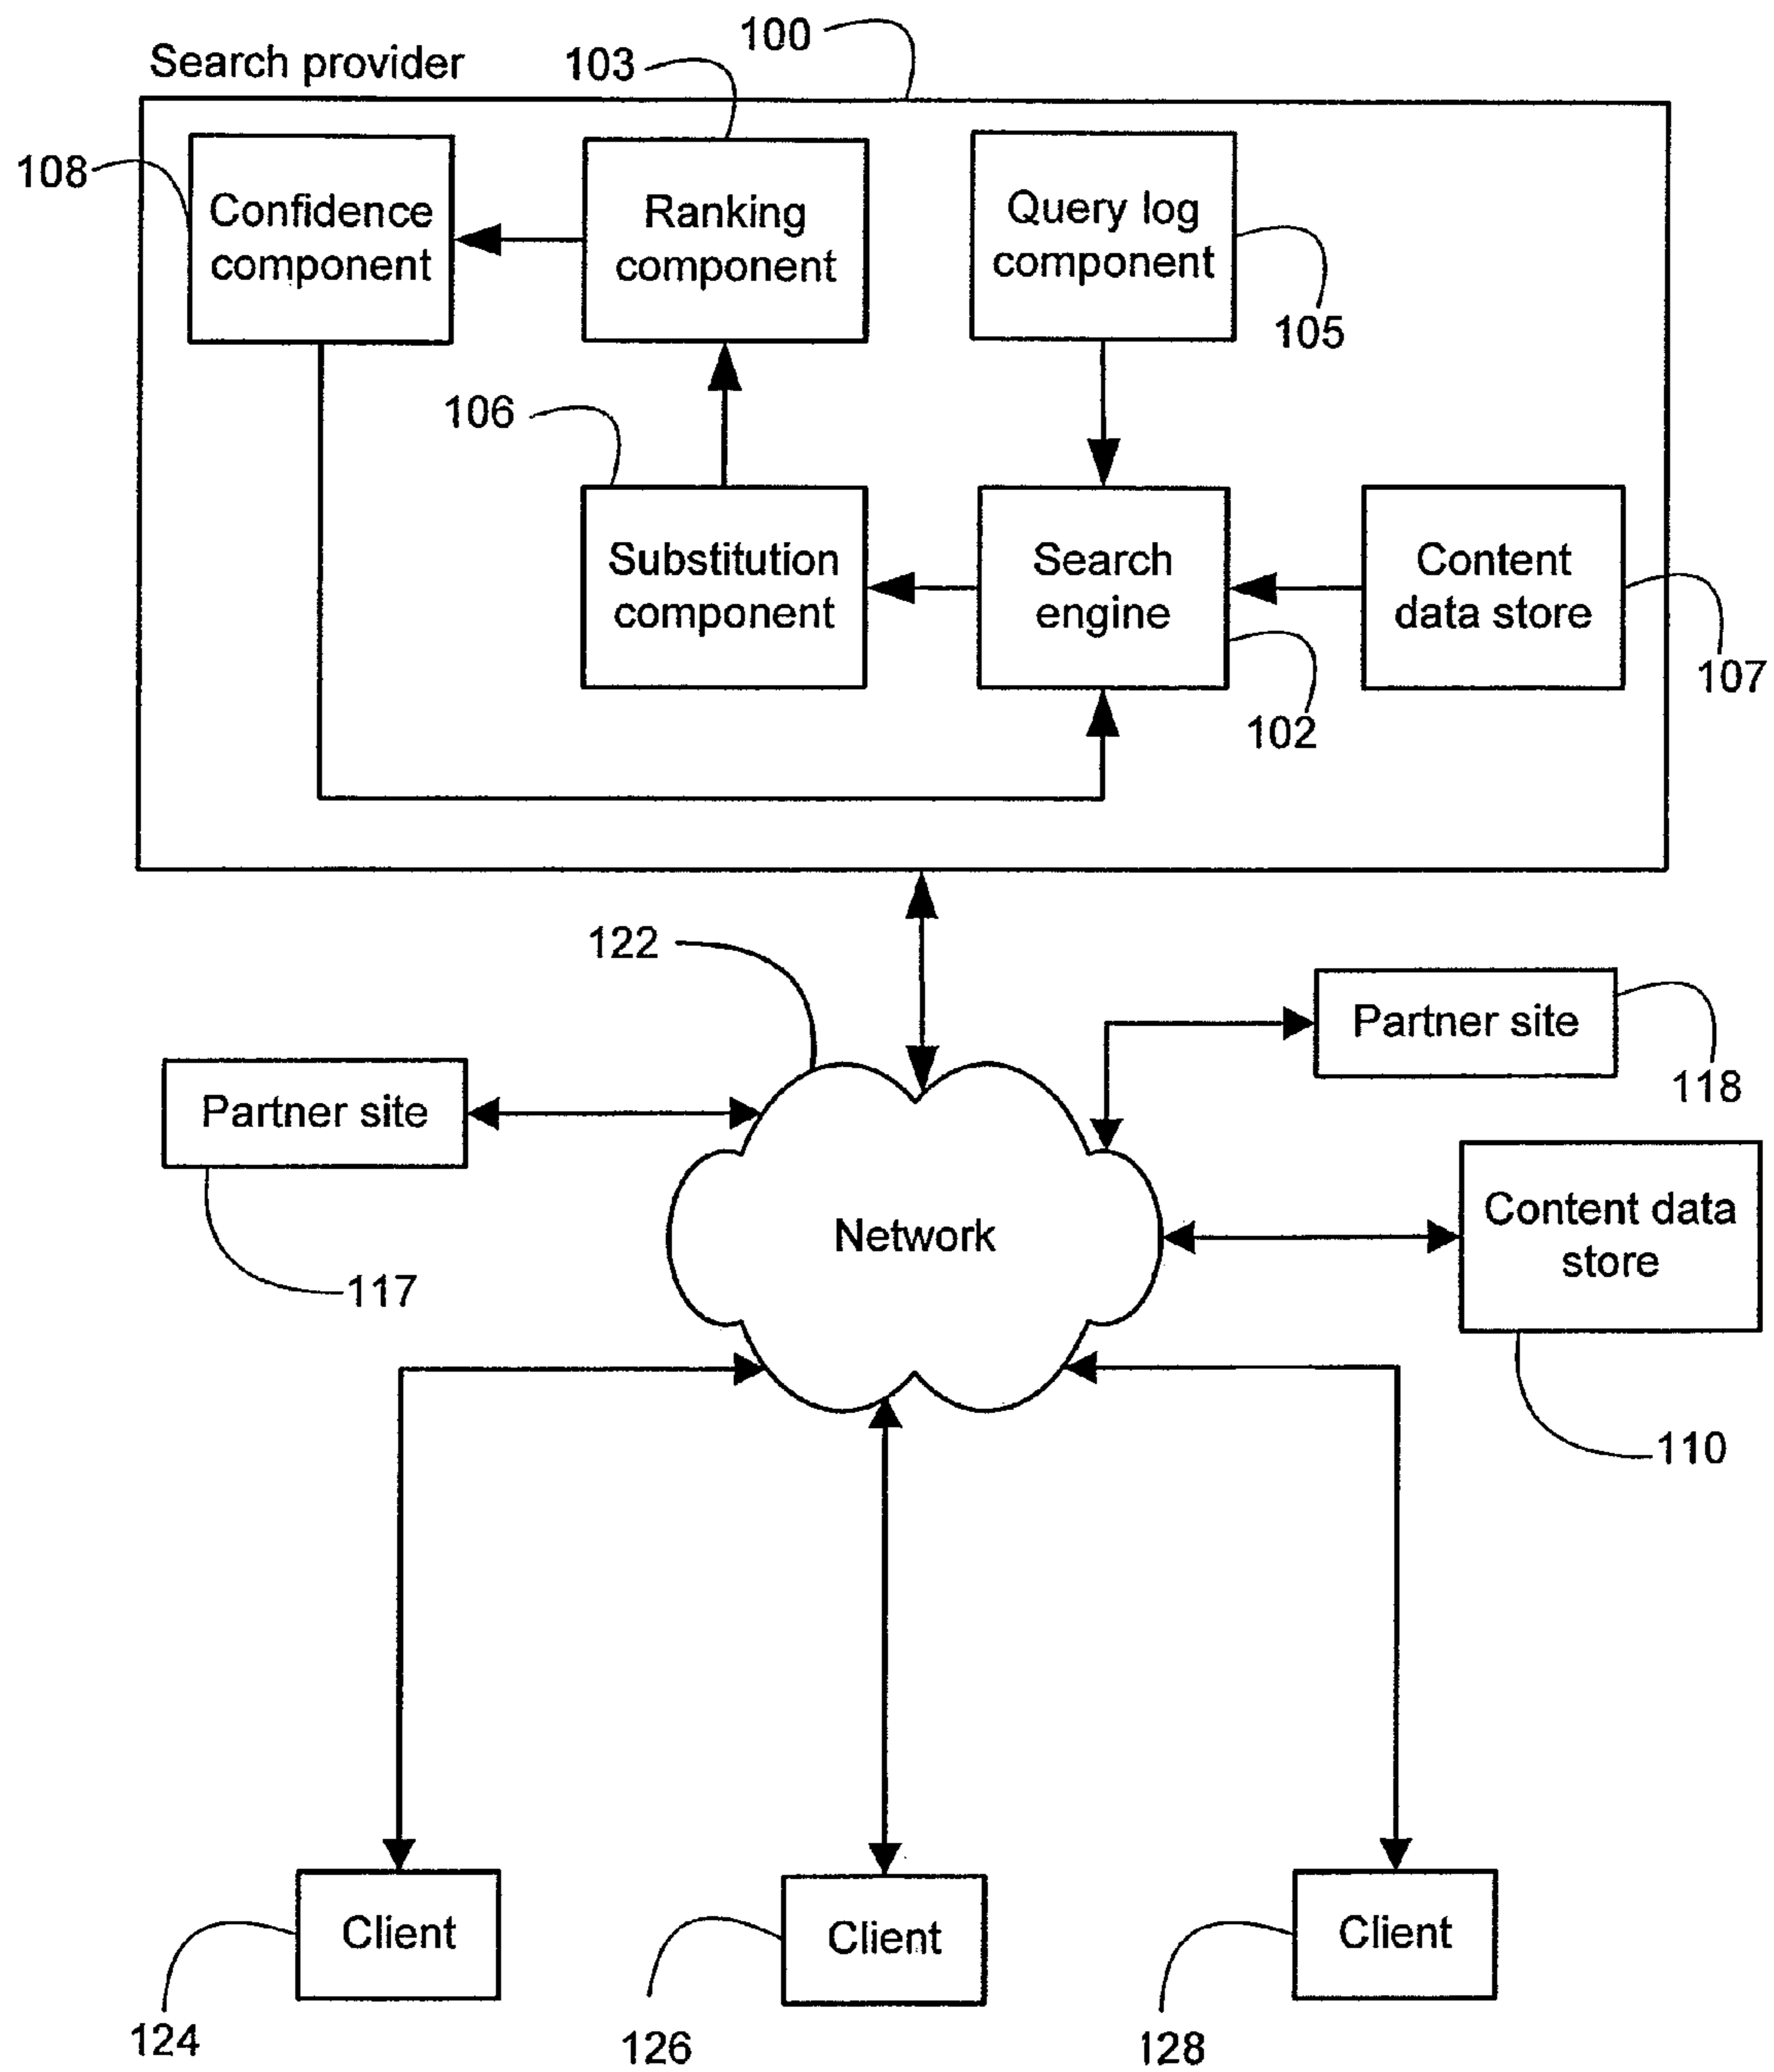 100
Search provider
103
108
Confidence
component
Ranking
component
Query log
component
105
106
Substitution
component
Search
engine
Content
data store
107
102
122
Partner site
118
Partner site
117
Network
Content data
store
110
Client
124
Client
126
Client
128